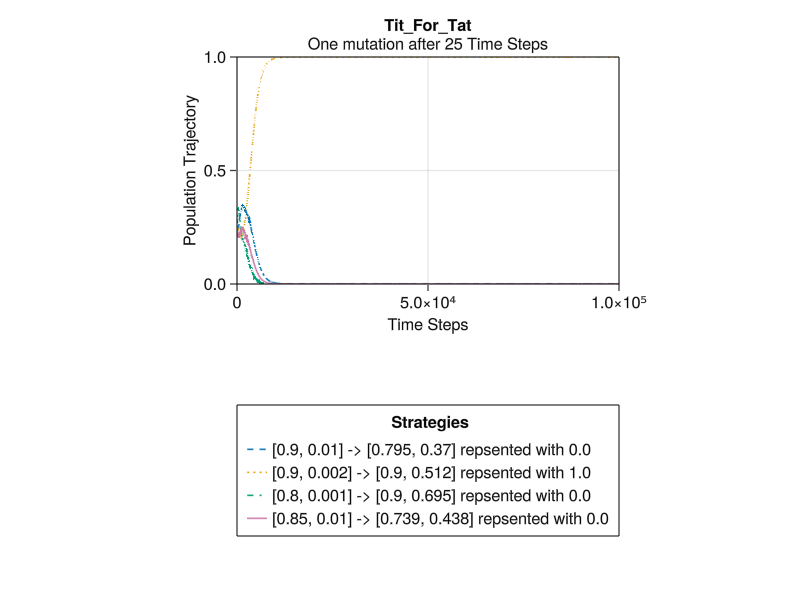 Tit_For_Tat
One mutation after 25 Time Steps
1.0
0.5
0.0
Population Trajectory
0
5.0×10⁴
1.0×10⁵
Time Steps
Strategies
[0.9, 0.01] -> [0.795, 0.37] repsented with 0.0
[0.9, 0.002] -> [0.9, 0.512] repsented with 1.0
[0.8, 0.001] -> [0.9, 0.695] repsented with 0.0
[0.85, 0.01] -> [0.739, 0.438] repsented with 0.0